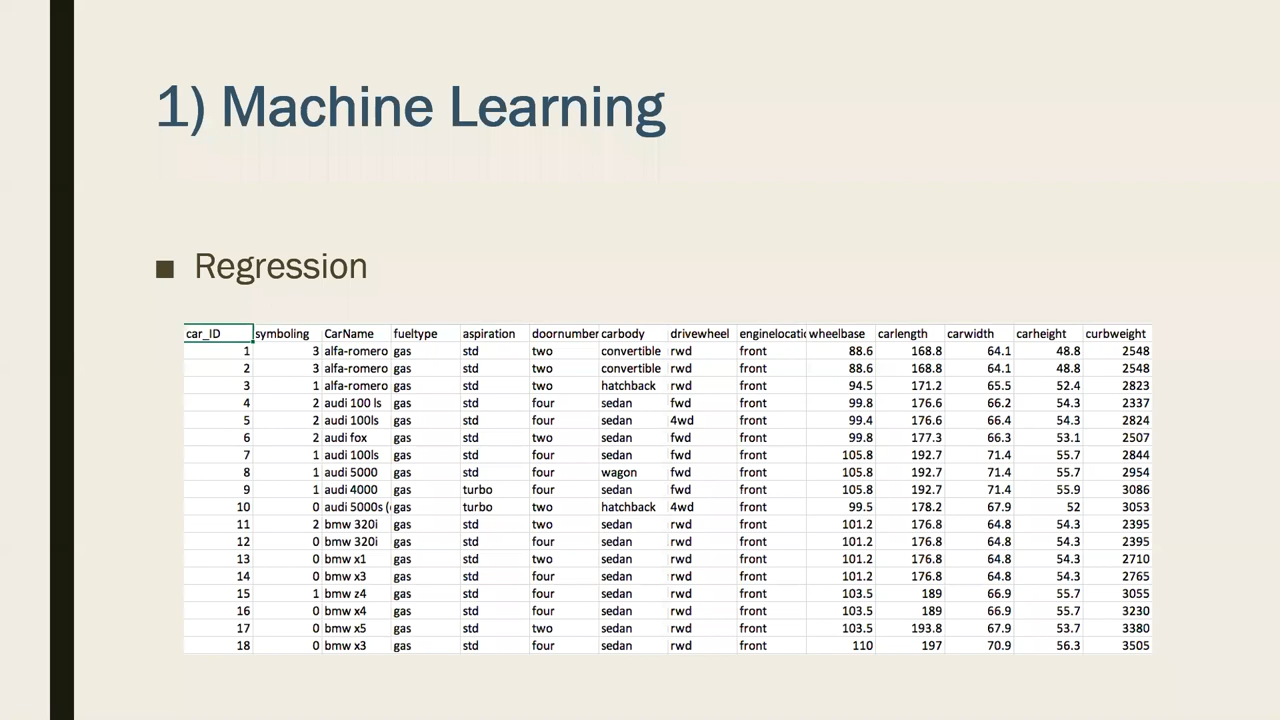 1) Machine Learning
■ Regression
car_ID symboling CarName fueltype aspiration doornumber carbody drivewheel enginelocatic wheelbase carlength carwidth carheight curbweight
1 3 alfa-romero gas std two convertible rwd front 88.6 168.8 64.1 48.8 2548
2 3 alfa-romero gas std two convertible rwd front 88.6 168.8 64.1 48.8 2548
3 1 alfa-romero gas std two hatchback rwd front 94.5 171.2 65.5 52.4 2823
4 2 audi 100 ls gas std four sedan fwd front 99.8 176.6 66.2 54.3 2337
5 2 audi 100ls gas std four sedan 4wd front 99.4 176.6 66.4 54.3 2824
6 2 audi fox gas std two sedan fwd front 99.8 177.3 66.3 53.1 2507
7 1 audi 100ls gas std four sedan fwd front 105.8 192.7 71.4 55.7 2844
8 1 audi 5000 gas std four wagon fwd front 105.8 192.7 71.4 55.7 2954
9 1 audi 4000 gas turbo four sedan fwd front 105.8 192.7 71.4 55.9 3086
10 0 audi 5000s ( gas turbo two hatchback 4wd front 99.5 178.2 67.9 52 3053
11 2 bmw 320i gas std two sedan rwd front 101.2 176.8 64.8 54.3 2395
12 0 bmw 320i gas std four sedan rwd front 101.2 176.8 64.8 54.3 2395
13 0 bmw x1 gas std two sedan rwd front 101.2 176.8 64.8 54.3 2710
14 0 bmw x3 gas std four sedan rwd front 101.2 176.8 64.8 54.3 2765
15 1 bmw z4 gas std four sedan rwd front 103.5 189 66.9 55.7 3055
16 0 bmw x4 gas std four sedan rwd front 103.5 189 66.9 55.7 3230
17 0 bmw x5 gas std two sedan rwd front 103.5 193.8 67.9 53.7 3380
18 0 bmw x3 gas std four sedan rwd front 110 197 70.9 56.3 3505